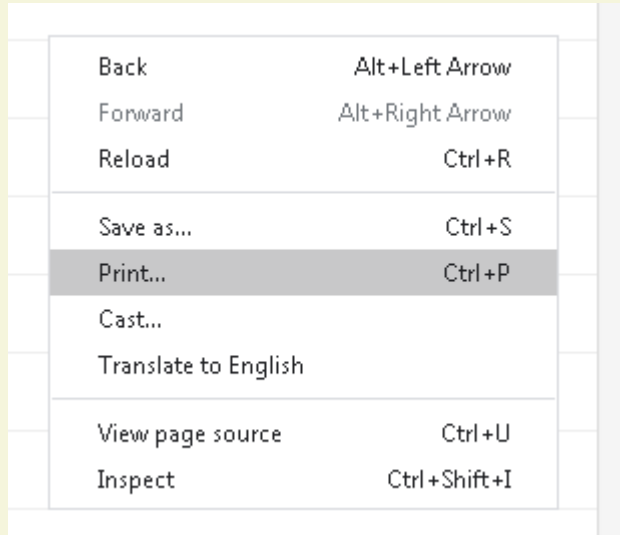 Back Alt+Left Arrow
Forward Alt+Right Arrow
Reload Ctrl+R
Save as... Ctrl+S
Print... Ctrl+P
Cast...
Translate to English
View page source Ctrl+U
Inspect Ctrl+Shift+I